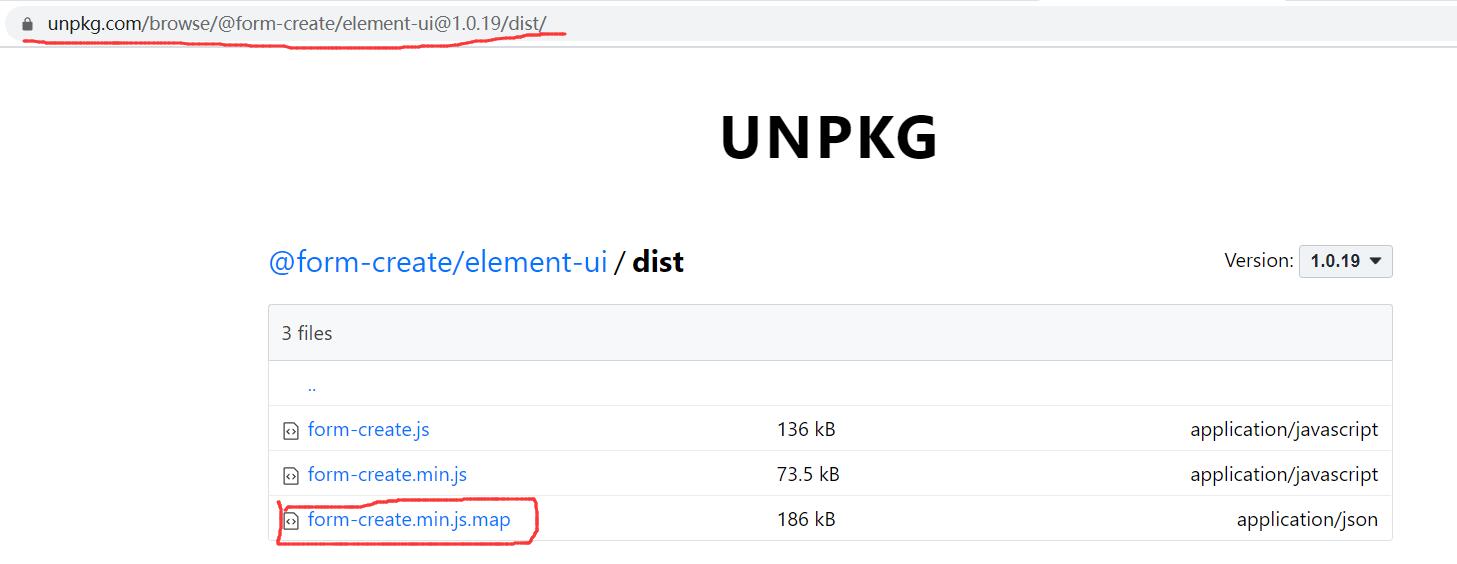 unpkg.com/browse/@form-create/element-ui@1.0.19/dist/
UNPKG
@form-create/element-ui / dist
Version: 1.0.19
3 files
..
form-create.js 136 kB application/javascript
form-create.min.js 73.5 kB application/javascript
form-create.min.js.map 186 kB application/json